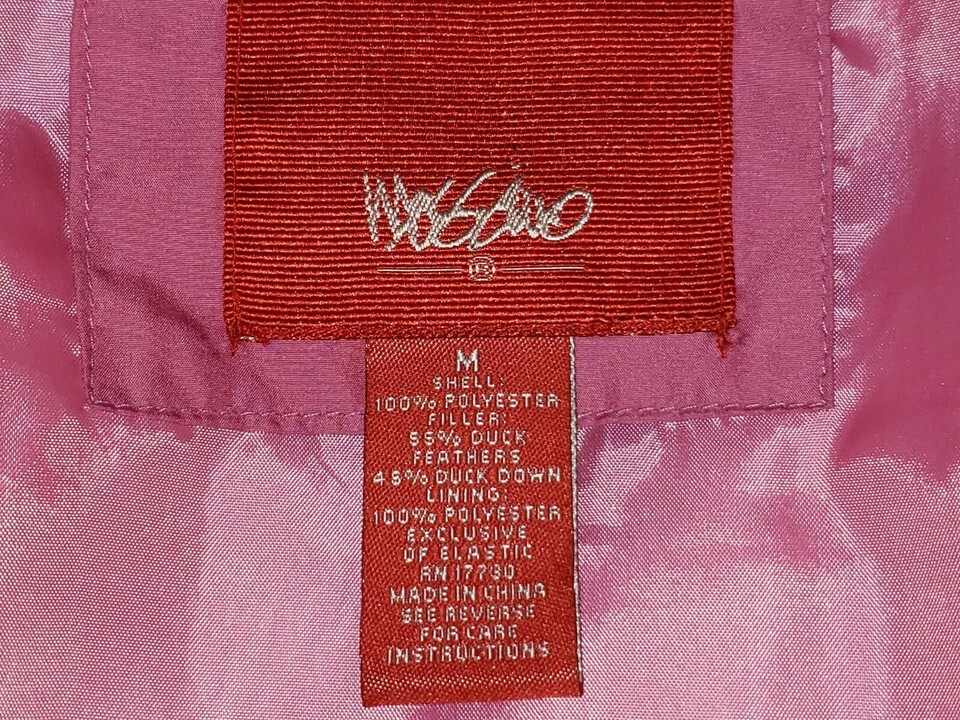 Mossimo
M
SHELL:
100% POLYESTER
FILLER:
55% DUCK
FEATHERS
45% DUCK DOWN
LINING:
100% POLYESTER
EXCLUSIVE
OF ELASTIC
RN 17730
MADE IN CHINA
SEE REVERSE
FOR CARE
INSTRUCTIONS